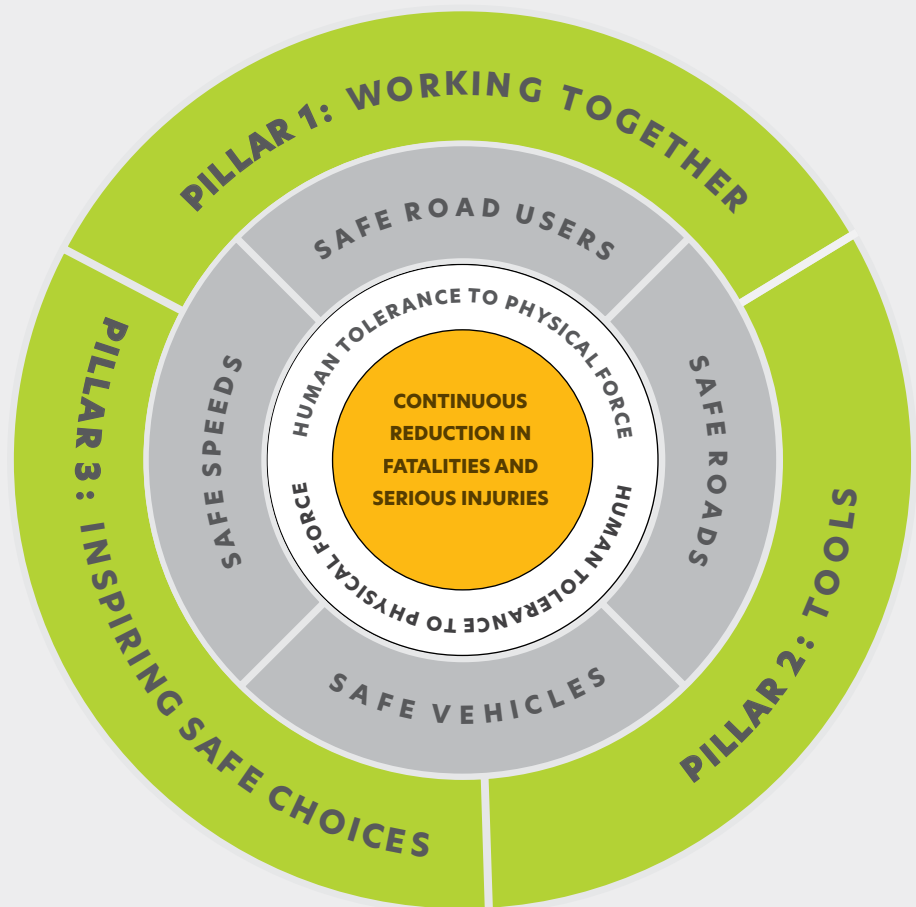 PILLAR 1: WORKING TOGETHER
PILLAR 2: TOOLS
PILLAR 3: INSPIRING SAFE CHOICES
SAFE ROAD USERS
SAFE ROADS
SAFE VEHICLES
SAFE SPEEDS
HUMAN TOLERANCE TO PHYSICAL FORCE
HUMAN TOLERANCE TO PHYSICAL FORCE
CONTINUOUS
REDUCTION IN
FATALITIES AND
SERIOUS INJURIES